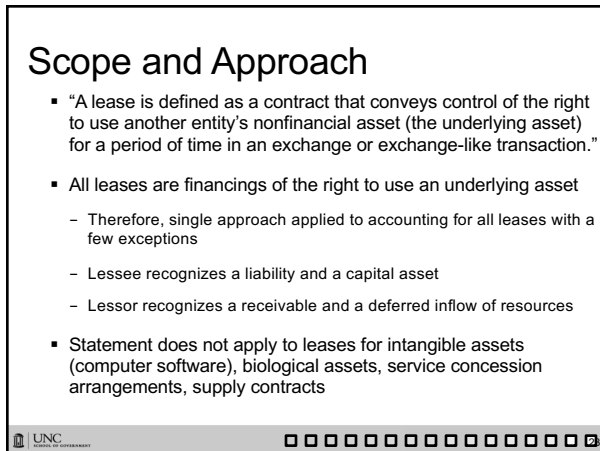 Scope and Approach
▪ “A lease is defined as a contract that conveys control of the right
to use another entity’s nonfinancial asset (the underlying asset)
for a period of time in an exchange or exchange-like transaction.”
▪ All leases are financings of the right to use an underlying asset
– Therefore, single approach applied to accounting for all leases with a
few exceptions
– Lessee recognizes a liability and a capital asset
– Lessor recognizes a receivable and a deferred inflow of resources
▪ Statement does not apply to leases for intangible assets
(computer software), biological assets, service concession
arrangements, supply contracts
UNC
SCHOOL OF GOVERNMENT